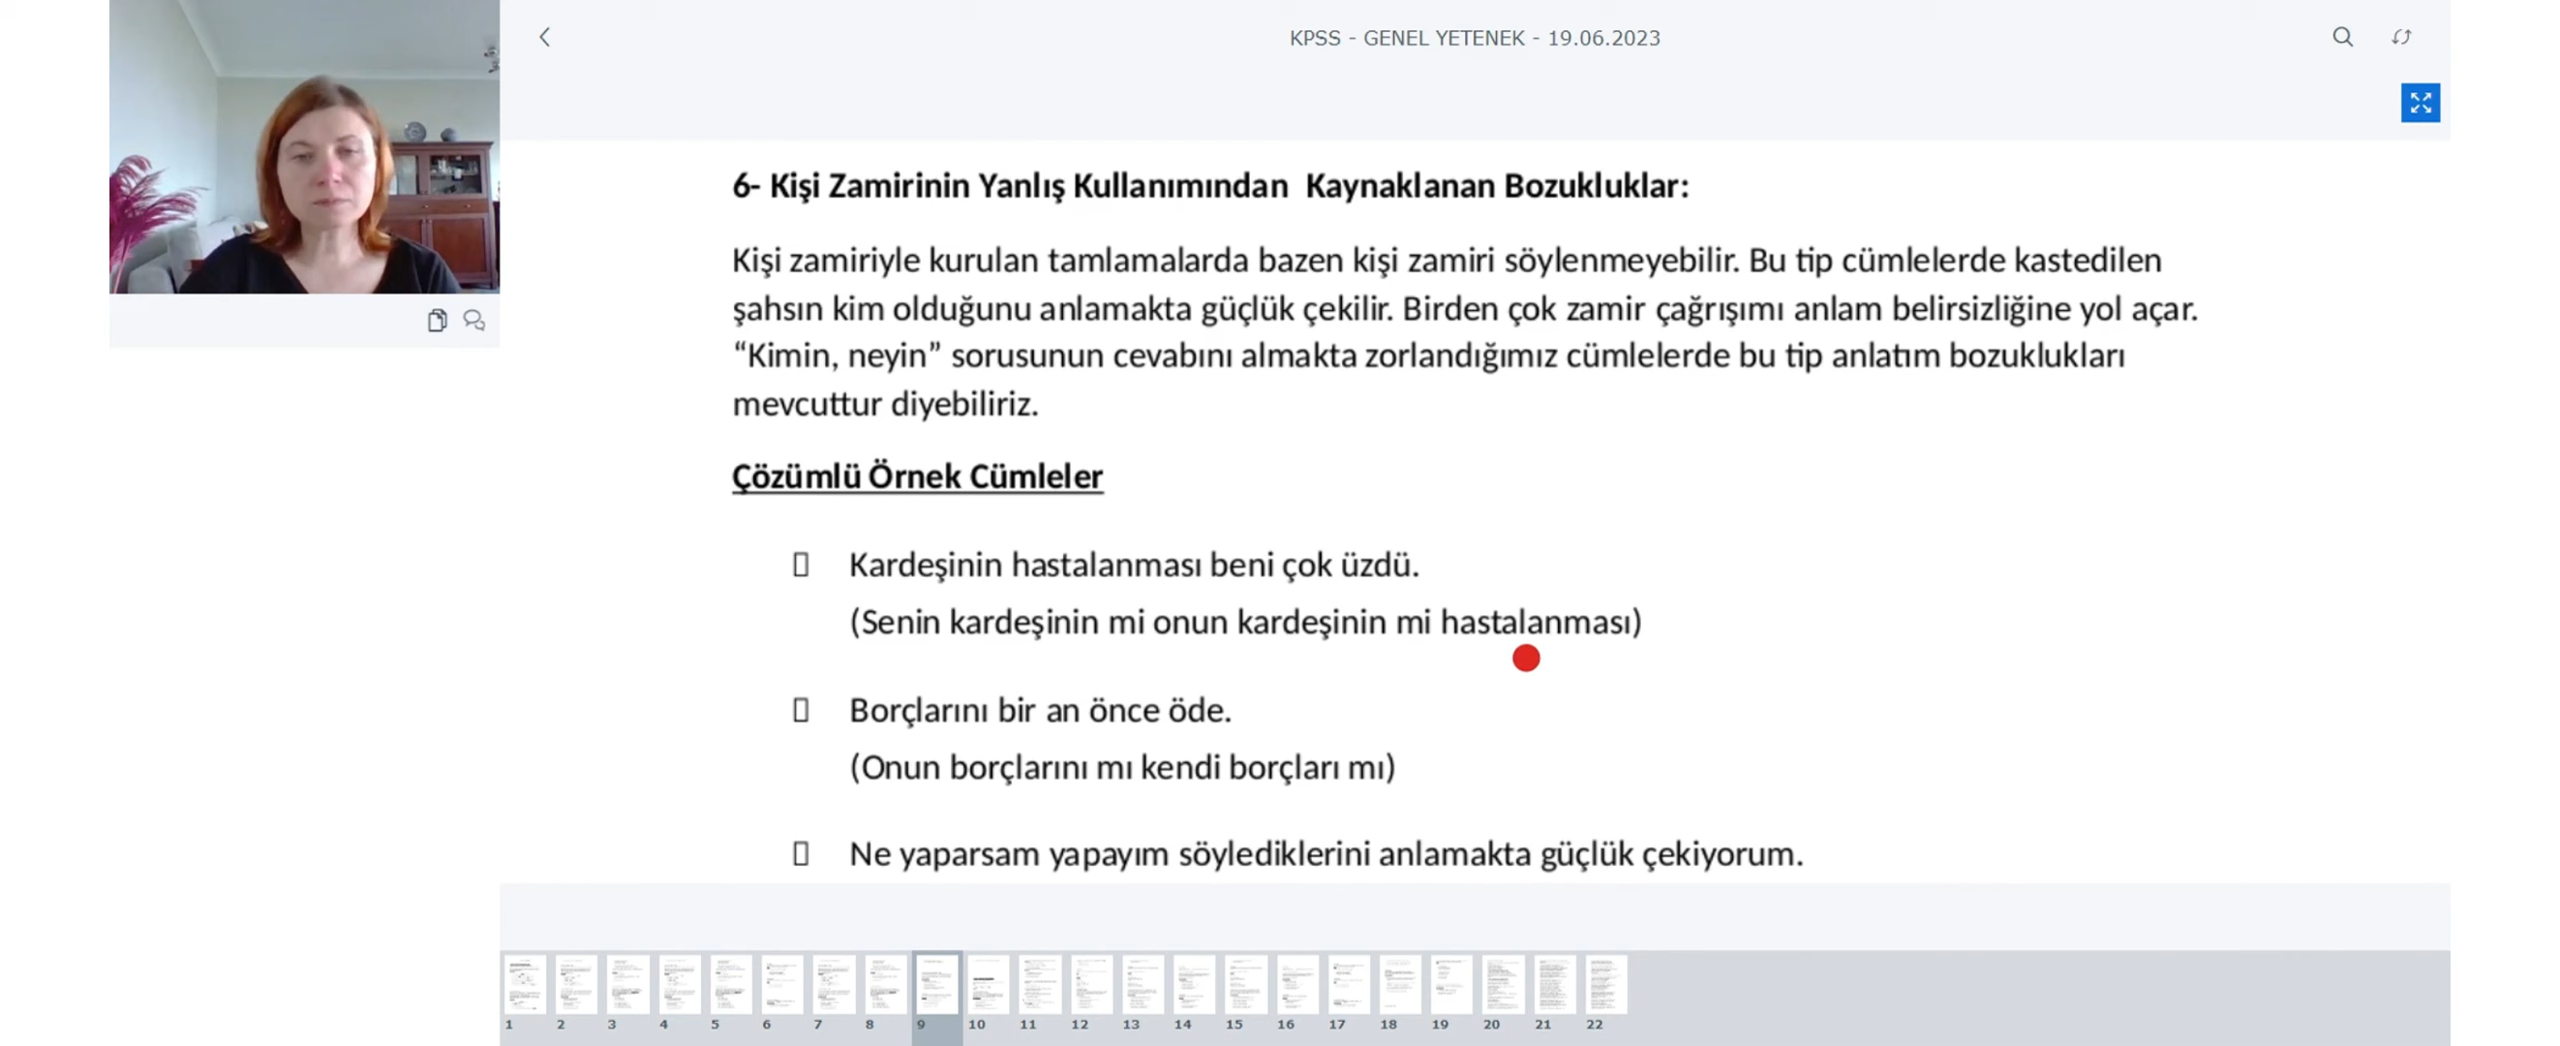 KPSS - GENEL YETENEK - 19.06.2023
6- Kişi Zamirinin Yanlış Kullanımından  Kaynaklanan Bozukluklar:
Kişi zamiriyle kurulan tamlamalarda bazen kişi zamiri söylenmeyebilir. Bu tip cümlelerde kastedilen
şahsın kim olduğunu anlamakta güçlük çekilir. Birden çok zamir çağrışımı anlam belirsizliğine yol açar.
“Kimin, neyin” sorusunun cevabını almakta zorlandığımız cümlelerde bu tip anlatım bozuklukları
mevcuttur diyebiliriz.
Çözümlü Örnek Cümleler
Kardeşinin hastalanması beni çok üzdü.
(Senin kardeşinin mi onun kardeşinin mi hastalanması)
Borçlarını bir an önce öde.
(Onun borçlarını mı kendi borçları mı)
Ne yaparsam yapayım söylediklerini anlamakta güçlük çekiyorum.
1 2 3 4 5 6 7 8 9 10 11 12 13 14 15 16 17 18 19 20 21 22